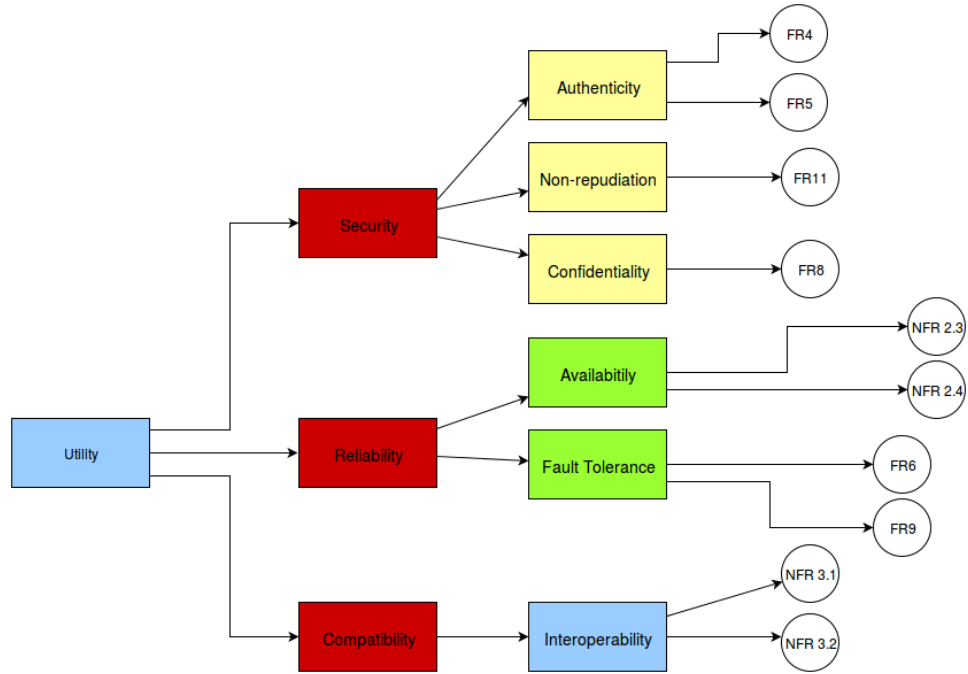 FR4
Authenticity
FR5
Non-repudiation
FR11
Security
Confidentiality
FR8
NFR 2.3
Availabitily
NFR 2.4
Utility
Reliability
Fault Tolerance
FR6
FR9
NFR 3.1
Compatibility
Interoperability
NFR 3.2